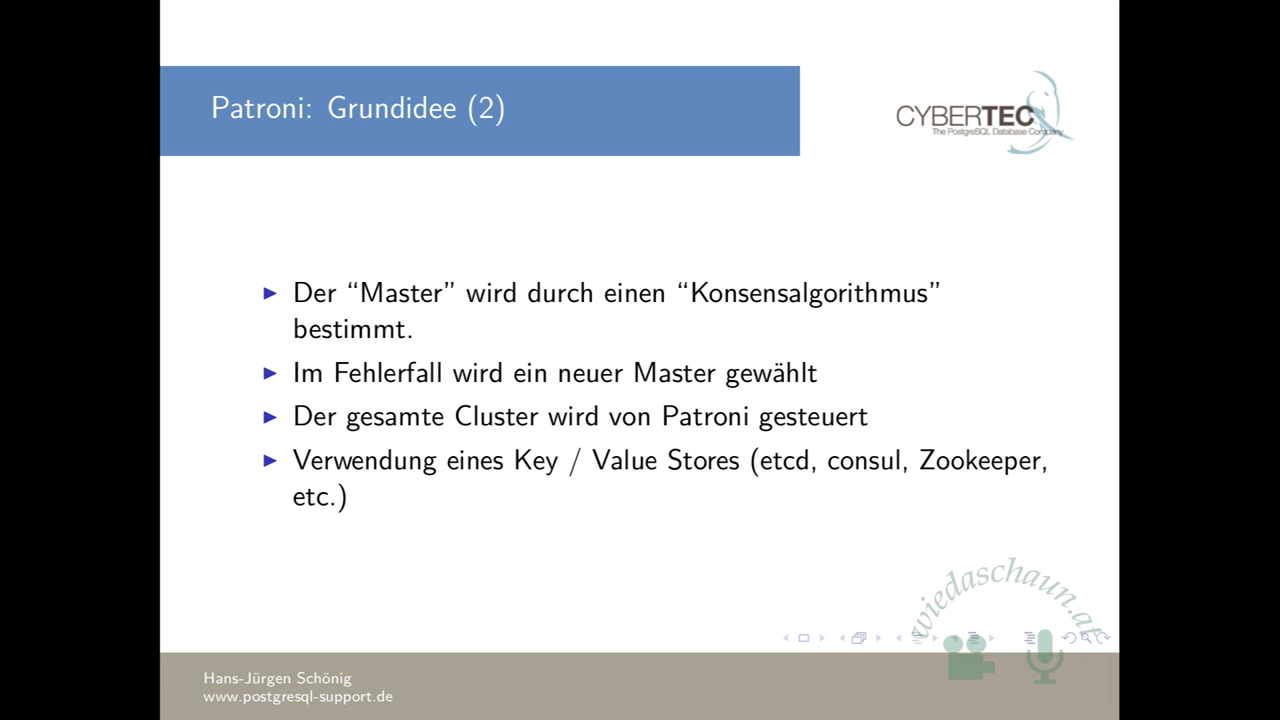 Patroni: Grundidee (2)
CYBERTEC
The PostgreSQL Database Company
Der “Master” wird durch einen “Konsensalgorithmus”
bestimmt.
Im Fehlerfall wird ein neuer Master gewählt
Der gesamte Cluster wird von Patroni gesteuert
Verwendung eines Key / Value Stores (etcd, consul, Zookeeper,
etc.)
wiedaschaun.at
Hans-Jürgen Schönig
www.postgresql-support.de